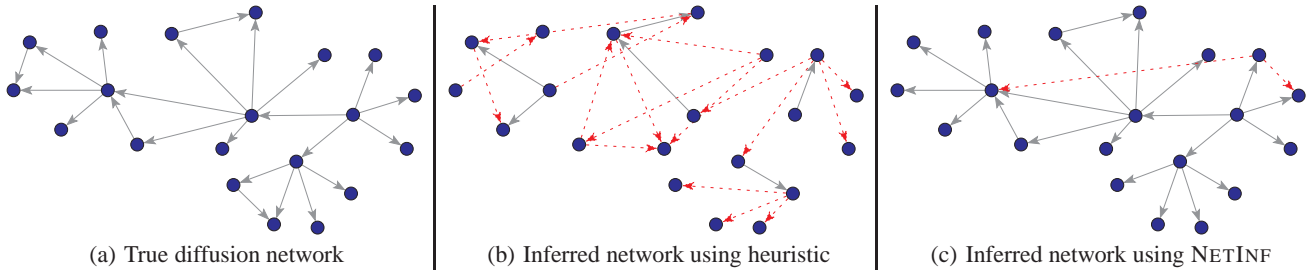 (a) True diffusion network
(b) Inferred network using heuristic
(c) Inferred network using NETINF